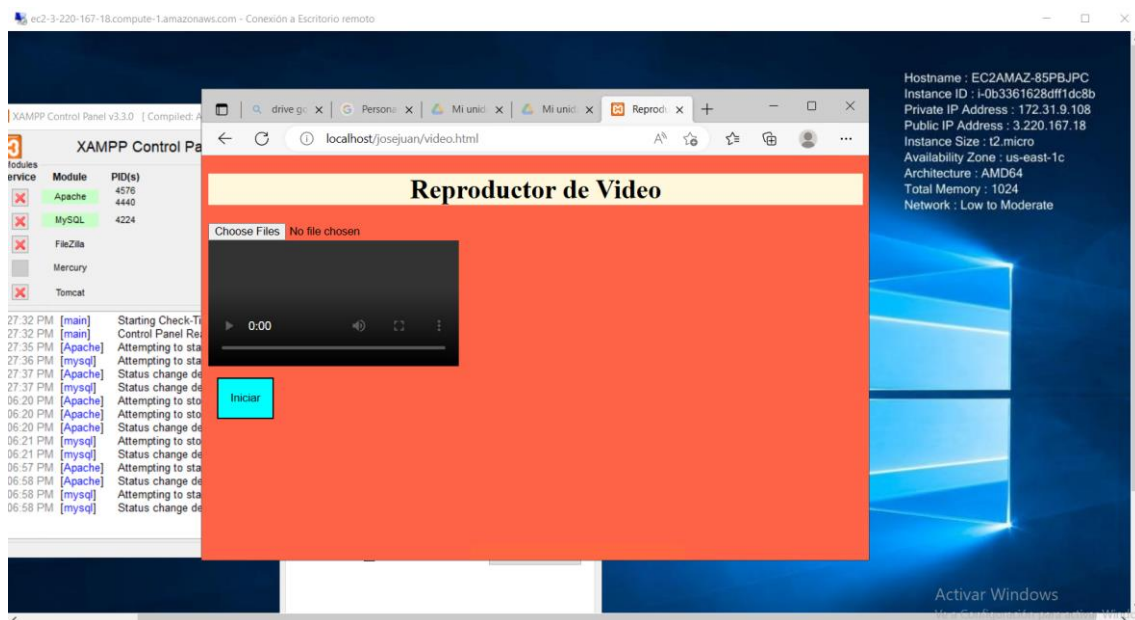 ec2-3-220-167-18.compute-1.amazonaws.com - Conexión a Escritorio remoto
Hostname : EC2AMAZ-85PBJPC
Instance ID : i-0b3361628dff1dc8b
Private IP Address : 172.31.9.108
Public IP Address : 3.220.167.18
Instance Size : t2.micro
Availability Zone : us-east-1c
Architecture : AMD64
Total Memory : 1024
Network : Low to Moderate
XAMPP Control Panel v3.3.0 [ Compiled: A
XAMPP Control Pa
Modules
ervice Module PID(s)
Apache 4576
4440
MySQL 4224
FileZilla
Mercury
Tomcat
27:32 PM [main] Starting Check-Ti
27:32 PM [main] Control Panel Rea
27:35 PM [Apache] Attempting to sta
27:36 PM [mysql] Attempting to sta
27:37 PM [Apache] Status change de
27:37 PM [mysql] Status change de
06:20 PM [Apache] Attempting to sto
06:20 PM [Apache] Attempting to sto
06:20 PM [Apache] Status change de
06:21 PM [mysql] Attempting to sto
06:21 PM [mysql] Status change de
06:57 PM [Apache] Attempting to sta
06:58 PM [Apache] Status change de
06:58 PM [mysql] Attempting to sta
06:58 PM [mysql] Status change de
drive gc Persona Mi unid Mi unid Reprodu
localhost/josejuan/video.html
Reproductor de Video
Choose Files No file chosen
0:00
Iniciar
Activar Windows